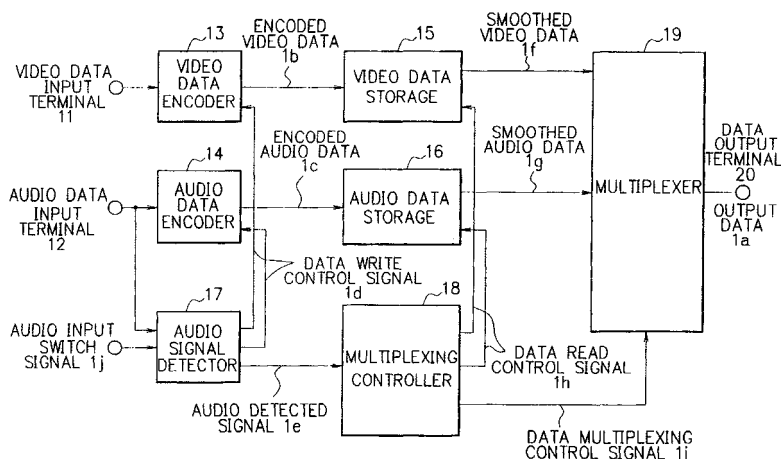 ENCODED
VIDEO DATA
1b
SMOOTHED
VIDEO DATA
1f
13
15
19
VIDEO DATA
INPUT
TERMINAL
11
VIDEO
DATA
ENCODER
VIDEO DATA
STORAGE
ENCODED
AUDIO DATA
1c
SMOOTHED
AUDIO DATA
1g
14
16
DATA
OUTPUT
TERMINAL
20
AUDIO DATA
INPUT
TERMINAL
12
AUDIO
DATA
ENCODER
AUDIO DATA
STORAGE
MULTIPLEXER
OUTPUT
DATA 1a
DATA WRITE
CONTROL SIGNAL
1d
17
18
AUDIO INPUT
SWITCH
SIGNAL 1j
AUDIO
SIGNAL
DETECTOR
MULTIPLEXING
CONTROLLER
DATA READ
CONTROL SIGNAL
1h
AUDIO DETECTED
SIGNAL 1e
DATA MULTIPLEXING
CONTROL SIGNAL 1i